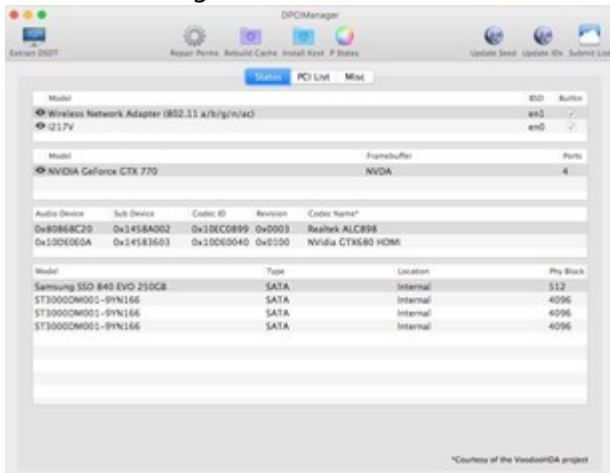 DPCIManager
Extract DSDT Repair Perms Rebuild Cache Install Kext P States Update Seed Update IDs Submit List
Status PCI List Misc
Model BSD Builtin
Wireless Network Adapter (802.11 a/b/g/n/ac) en1
I217V en0
Model Framebuffer Ports
NVIDIA GeForce GTX 770 NVDA 4
Audio Device Sub Device Codec ID Revision Codec Name*
0x80868C20 0x1458A002 0x10EC0899 0x0003 Realtek ALC898
0x10DE0E0A 0x14583603 0x10DE0040 0x0100 NVidia GTX680 HDMI
Model Type Location Phy Block
Samsung SSD 840 EVO 250GB SATA Internal 512
ST3000DM001-9YN166 SATA Internal 4096
ST3000DM001-9YN166 SATA Internal 4096
ST3000DM001-9YN166 SATA Internal 4096
*Courtesy of the VoodooHDA project